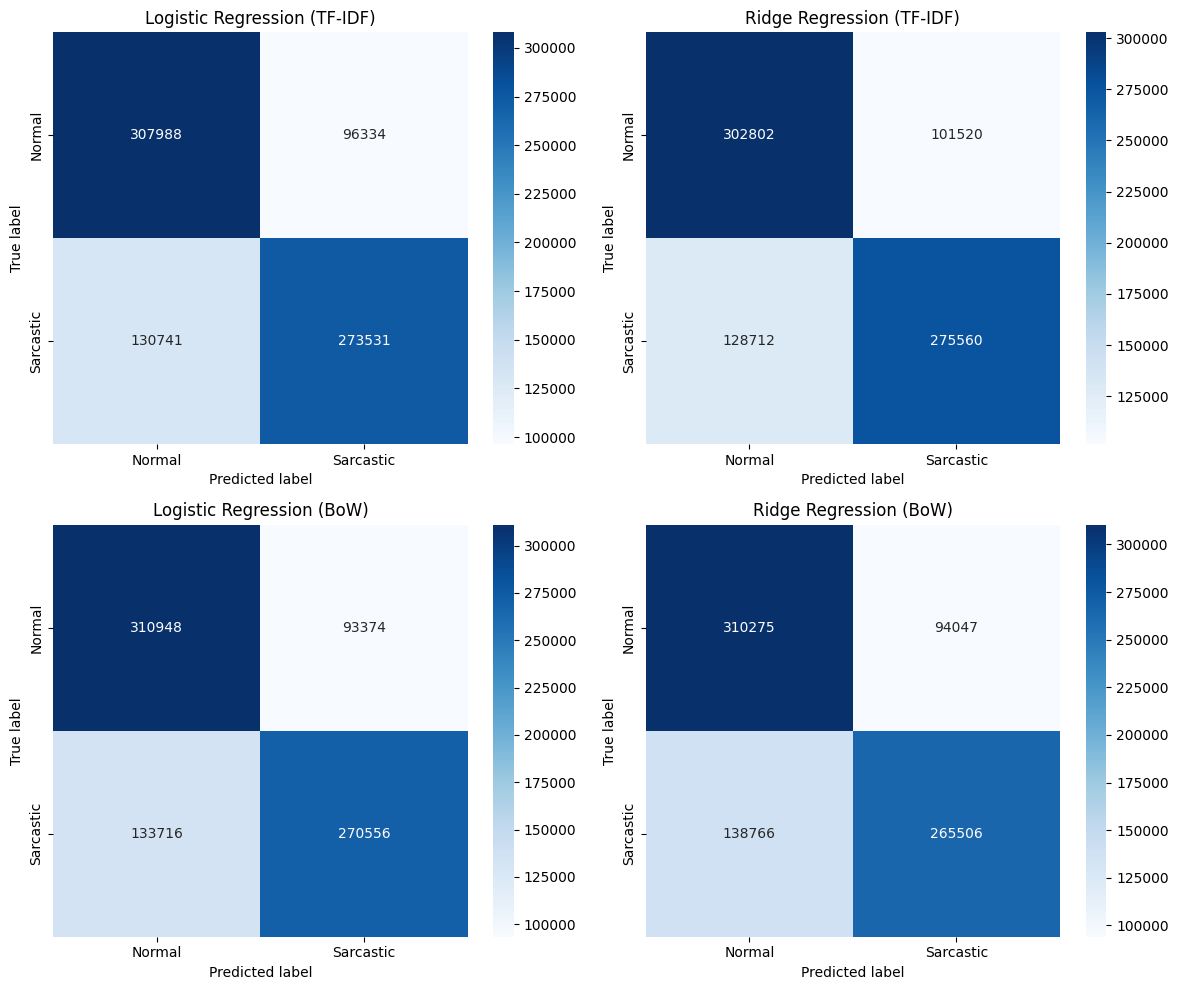 Logistic Regression (TF-IDF)
Normal
Sarcastic
True label
307988
96334
130741
273531
Normal
Sarcastic
Predicted label
300000
275000
250000
225000
200000
175000
150000
125000
100000
Ridge Regression (TF-IDF)
Normal
Sarcastic
True label
302802
101520
128712
275560
Normal
Sarcastic
Predicted label
300000
275000
250000
225000
200000
175000
150000
125000
Logistic Regression (BoW)
Normal
Sarcastic
True label
310948
93374
133716
270556
Normal
Sarcastic
Predicted label
300000
275000
250000
225000
200000
175000
150000
125000
100000
Ridge Regression (BoW)
Normal
Sarcastic
True label
310275
94047
138766
265506
Normal
Sarcastic
Predicted label
300000
275000
250000
225000
200000
175000
150000
125000
100000